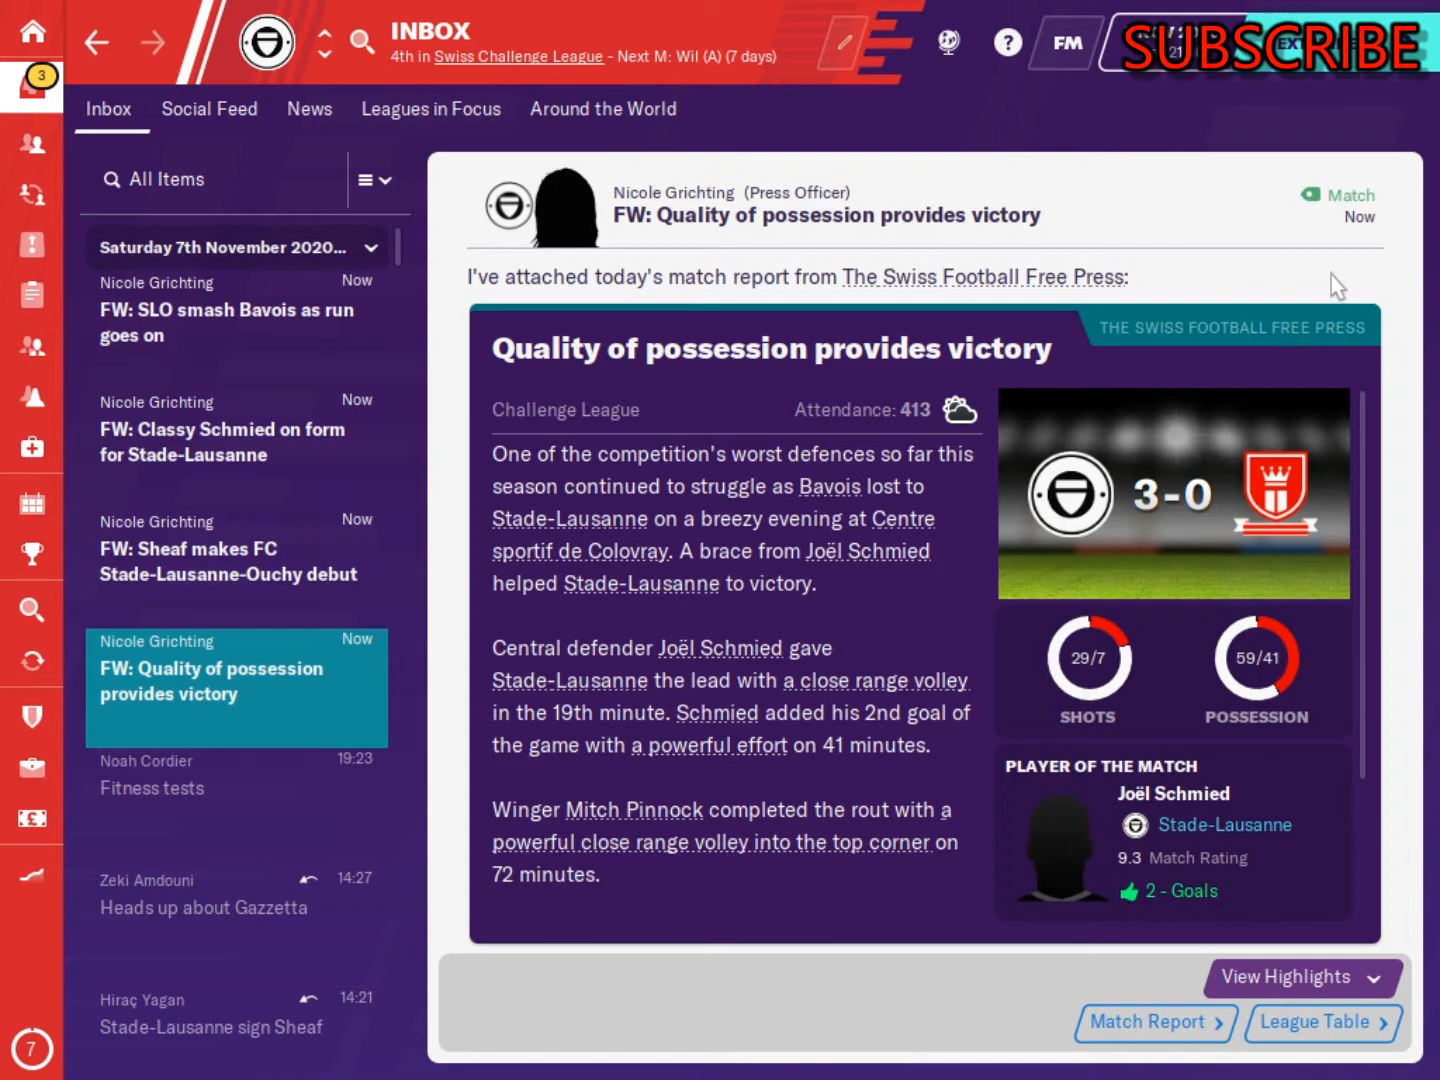 INBOX
4th in Swiss Challenge League - Next M: Wil (A) (7 days)
?
FM
SUBSCRIBE
3
Inbox
Social Feed
News
Leagues in Focus
Around the World
All Items
Saturday 7th November 2020...
Nicole Grichting
Now
FW: SLO smash Bavois as run
goes on
Nicole Grichting
Now
FW: Classy Schmied on form
for Stade-Lausanne
Nicole Grichting
Now
FW: Sheaf makes FC
Stade-Lausanne-Ouchy debut
Nicole Grichting
Now
FW: Quality of possession
provides victory
Noah Cordier
19:23
Fitness tests
Zeki Amdouni
14:27
Heads up about Gazzetta
Hiraç Yagan
14:21
Stade-Lausanne sign Sheaf
7
Nicole Grichting (Press Officer)
FW: Quality of possession provides victory
Match
Now
I've attached today's match report from The Swiss Football Free Press:
THE SWISS FOOTBALL FREE PRESS
Quality of possession provides victory
Challenge League
Attendance: 413
One of the competition's worst defences so far this
season continued to struggle as Bavois lost to
Stade-Lausanne on a breezy evening at Centre
sportif de Colovray. A brace from Joël Schmied
helped Stade-Lausanne to victory.
Central defender Joël Schmied gave
Stade-Lausanne the lead with a close range volley
in the 19th minute. Schmied added his 2nd goal of
the game with a powerful effort on 41 minutes.
Winger Mitch Pinnock completed the rout with a
powerful close range volley into the top corner on
72 minutes.
3-0
29/7
59/41
SHOTS
POSSESSION
PLAYER OF THE MATCH
Joël Schmied
Stade-Lausanne
9.3 Match Rating
2 - Goals
View Highlights
Match Report
League Table